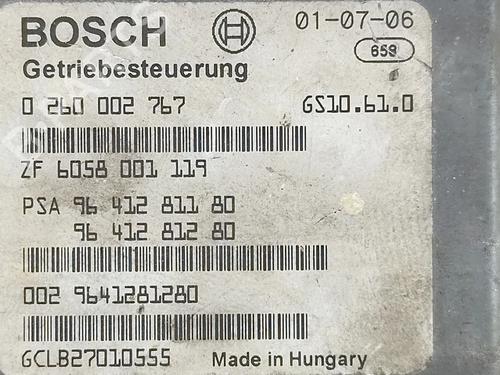 BOSCH 01-07-06
659
Getriebesteuerung
0 260 002 767 GS10.61.0
ZF 6058 001 119
PSA 96 412 811 80
96 412 812 80
002 9641281280
GCLB27010555 Made in Hungary